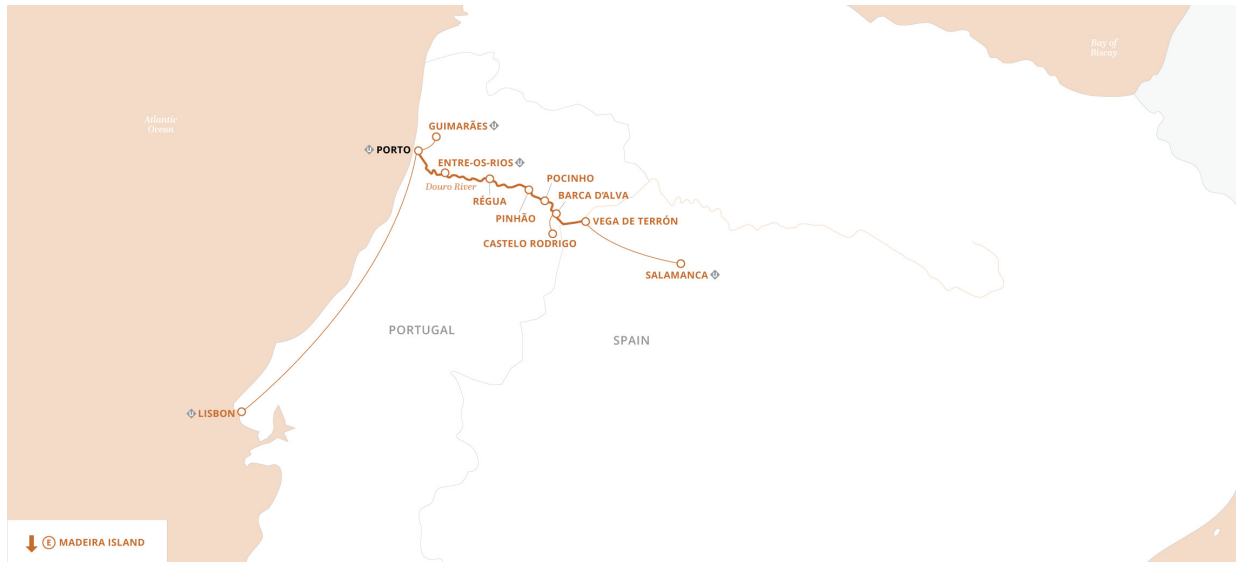 Bay of
Biscay
Atlantic
Ocean
GUIMARÃES U
U PORTO
ENTRE-OS-RIOS U
Douro River
POCINHO
RÉGUA
BARCA D'ALVA
PINHÃO
VEGA DE TERRÓN
CASTELO RODRIGO
SALAMANCA U
PORTUGAL
SPAIN
U LISBON
E MADEIRA ISLAND